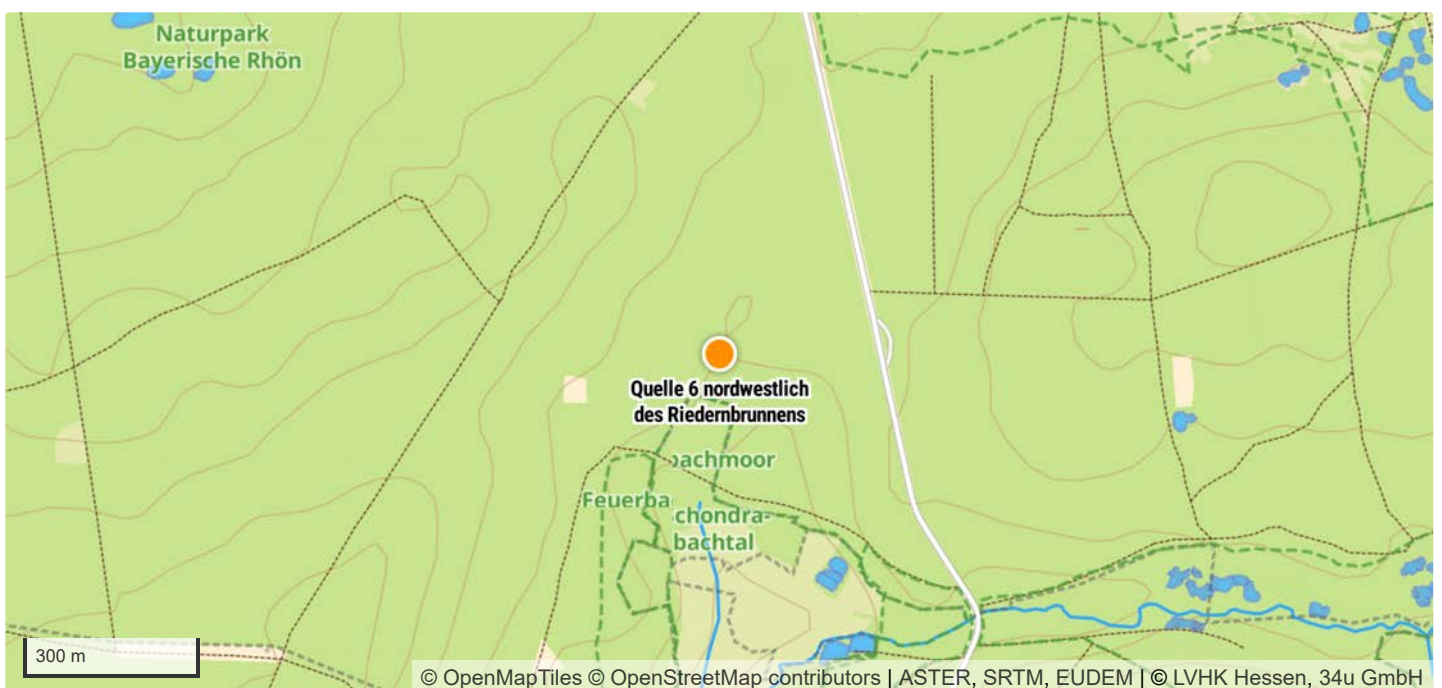 Naturpark
Bayerische Rhön
Quelle 6 nordwestlich
des Riedernbrunnens
achmoor
Feuerba
chondra-
bachtal
300 m
© OpenMapTiles © OpenStreetMap contributors | ASTER, SRTM, EUDEM | © LVHK Hessen, 34u GmbH